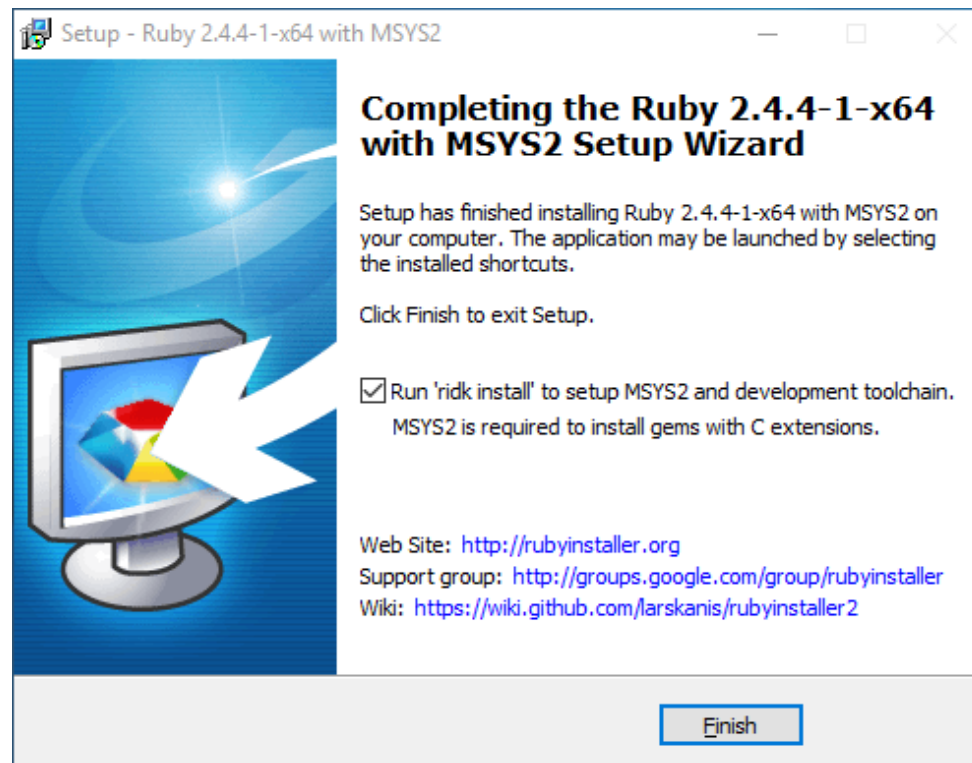 Setup - Ruby 2.4.4-1-x64 with MSYS2
Completing the Ruby 2.4.4-1-x64
with MSYS2 Setup Wizard
Setup has finished installing Ruby 2.4.4-1-x64 with MSYS2 on
your computer. The application may be launched by selecting
the installed shortcuts.
Click Finish to exit Setup.
Run 'ridk install' to setup MSYS2 and development toolchain.
MSYS2 is required to install gems with C extensions.
Web Site: http://rubyinstaller.org
Support group: http://groups.google.com/group/rubyinstaller
Wiki: https://wiki.github.com/larskanis/rubyinstaller2
Finish